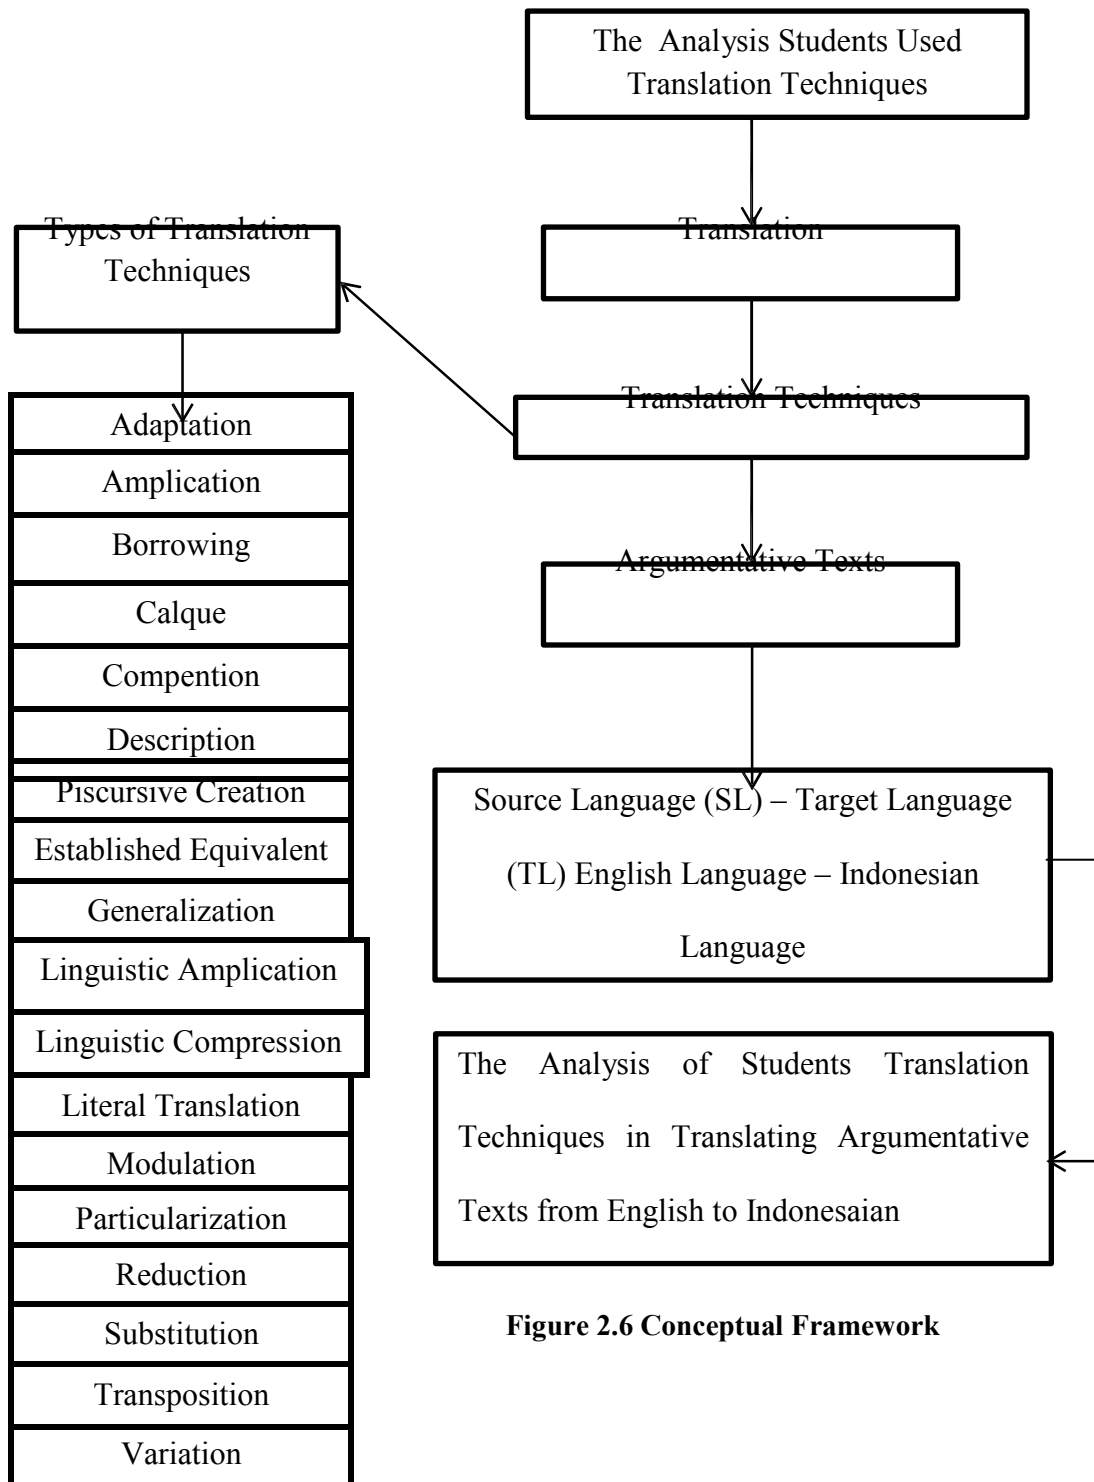 The Analysis Students Used
Translation Techniques
Types of Translation
Techniques
Translation
Translation Techniques
Argumentative Texts
Adaptation
Amplication
Borrowing
Calque
Compention
Description
Piscursive Creation
Established Equivalent
Generalization
Linguistic Amplication
Linguistic Compression
Literal Translation
Modulation
Particularization
Reduction
Substitution
Transposition
Variation
Source Language (SL) – Target Language
(TL) English Language – Indonesian
Language
The Analysis of Students Translation
Techniques in Translating Argumentative
Texts from English to Indonesaian
Figure 2.6 Conceptual Framework